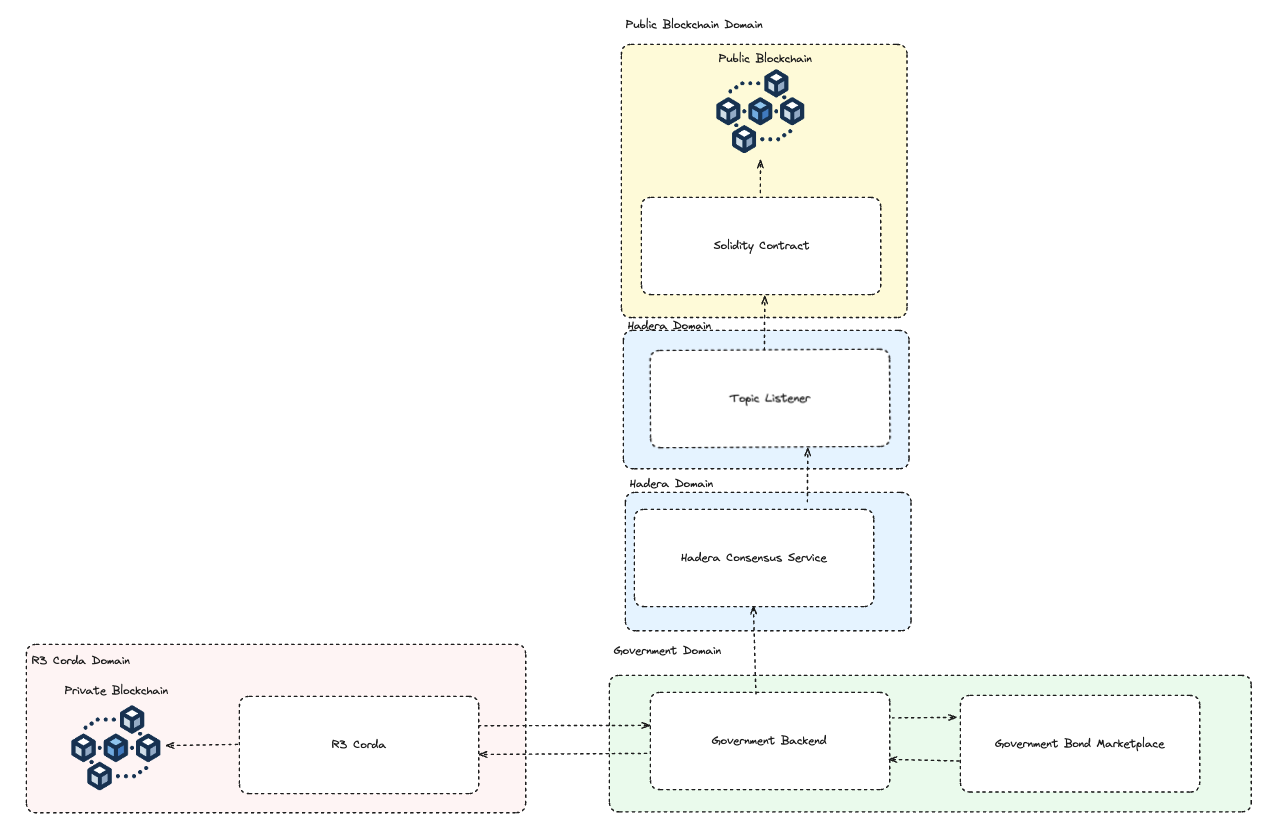 Public Blockchain Domain
Public Blockchain
Solidity Contract
Hadera Domain
Topic Listener
Hadera Domain
Hadera Consensus Service
Government Domain
R3 Corda Domain
Private Blockchain
R3 Corda
Government Backend
Government Bond Marketplace